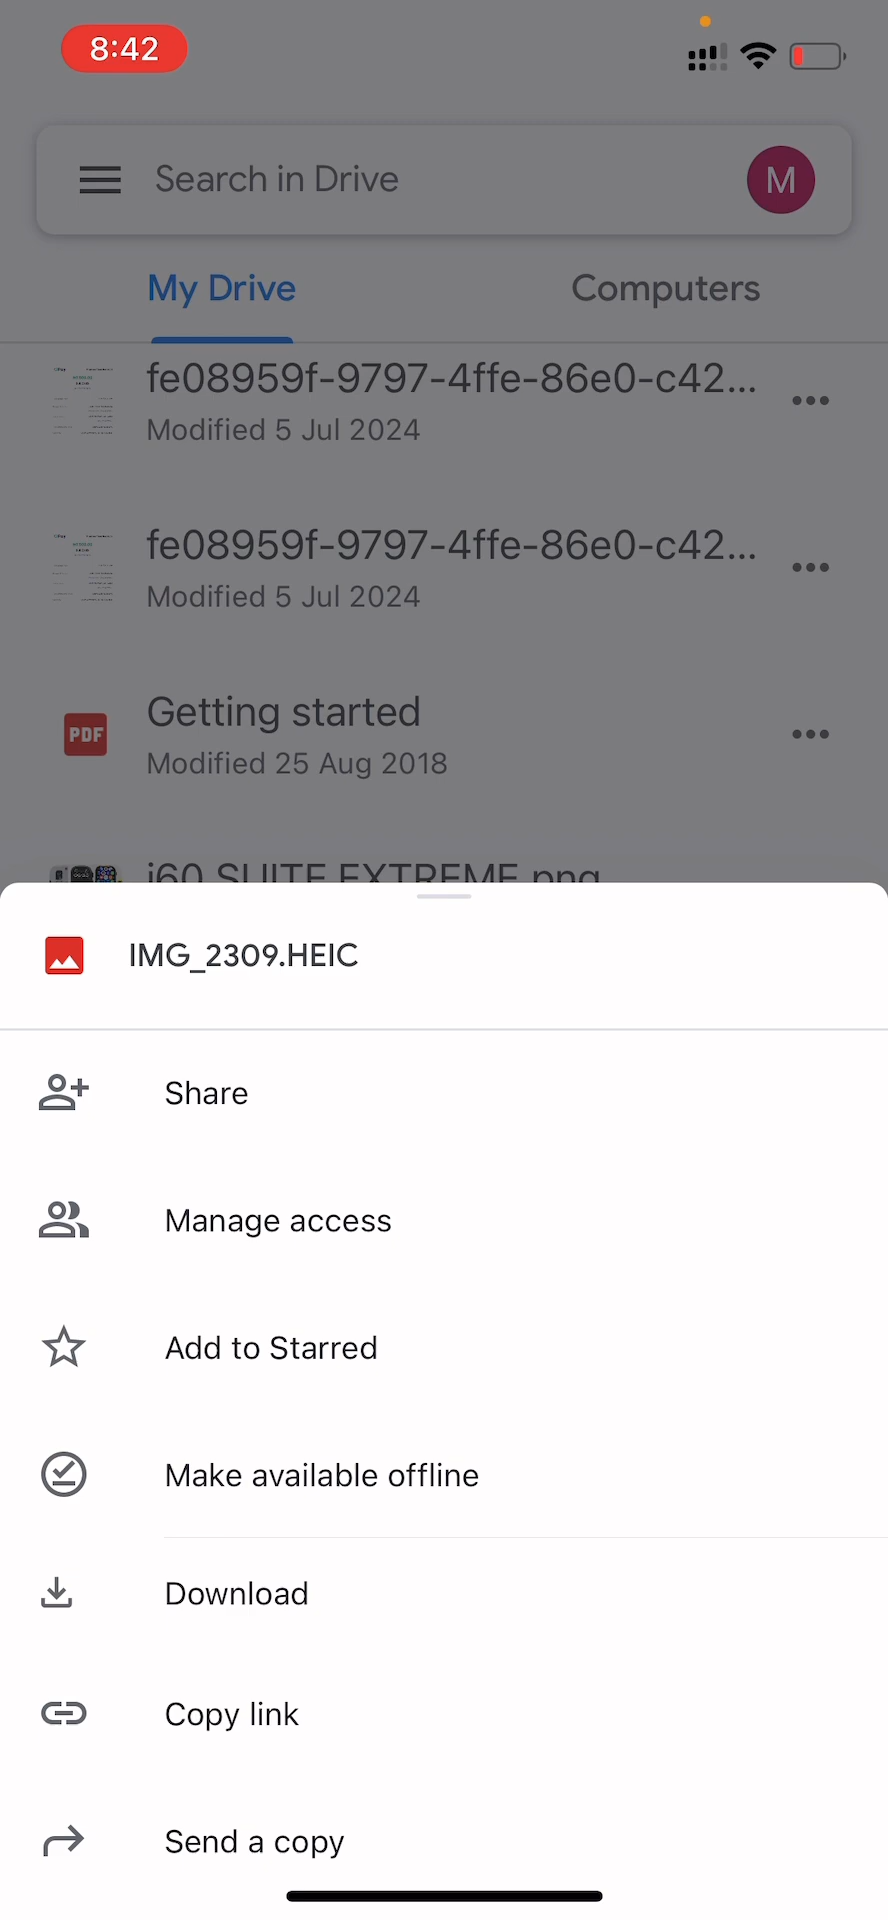 8:42
Search in Drive
M
My Drive
Computers
fe08959f-9797-4ffe-86e0-c42...
Modified 5 Jul 2024
fe08959f-9797-4ffe-86e0-c42...
Modified 5 Jul 2024
PDF
Getting started
Modified 25 Aug 2018
i60 SUITE EXTREME.png
IMG_2309.HEIC
Share
Manage access
Add to Starred
Make available offline
Download
Copy link
Send a copy